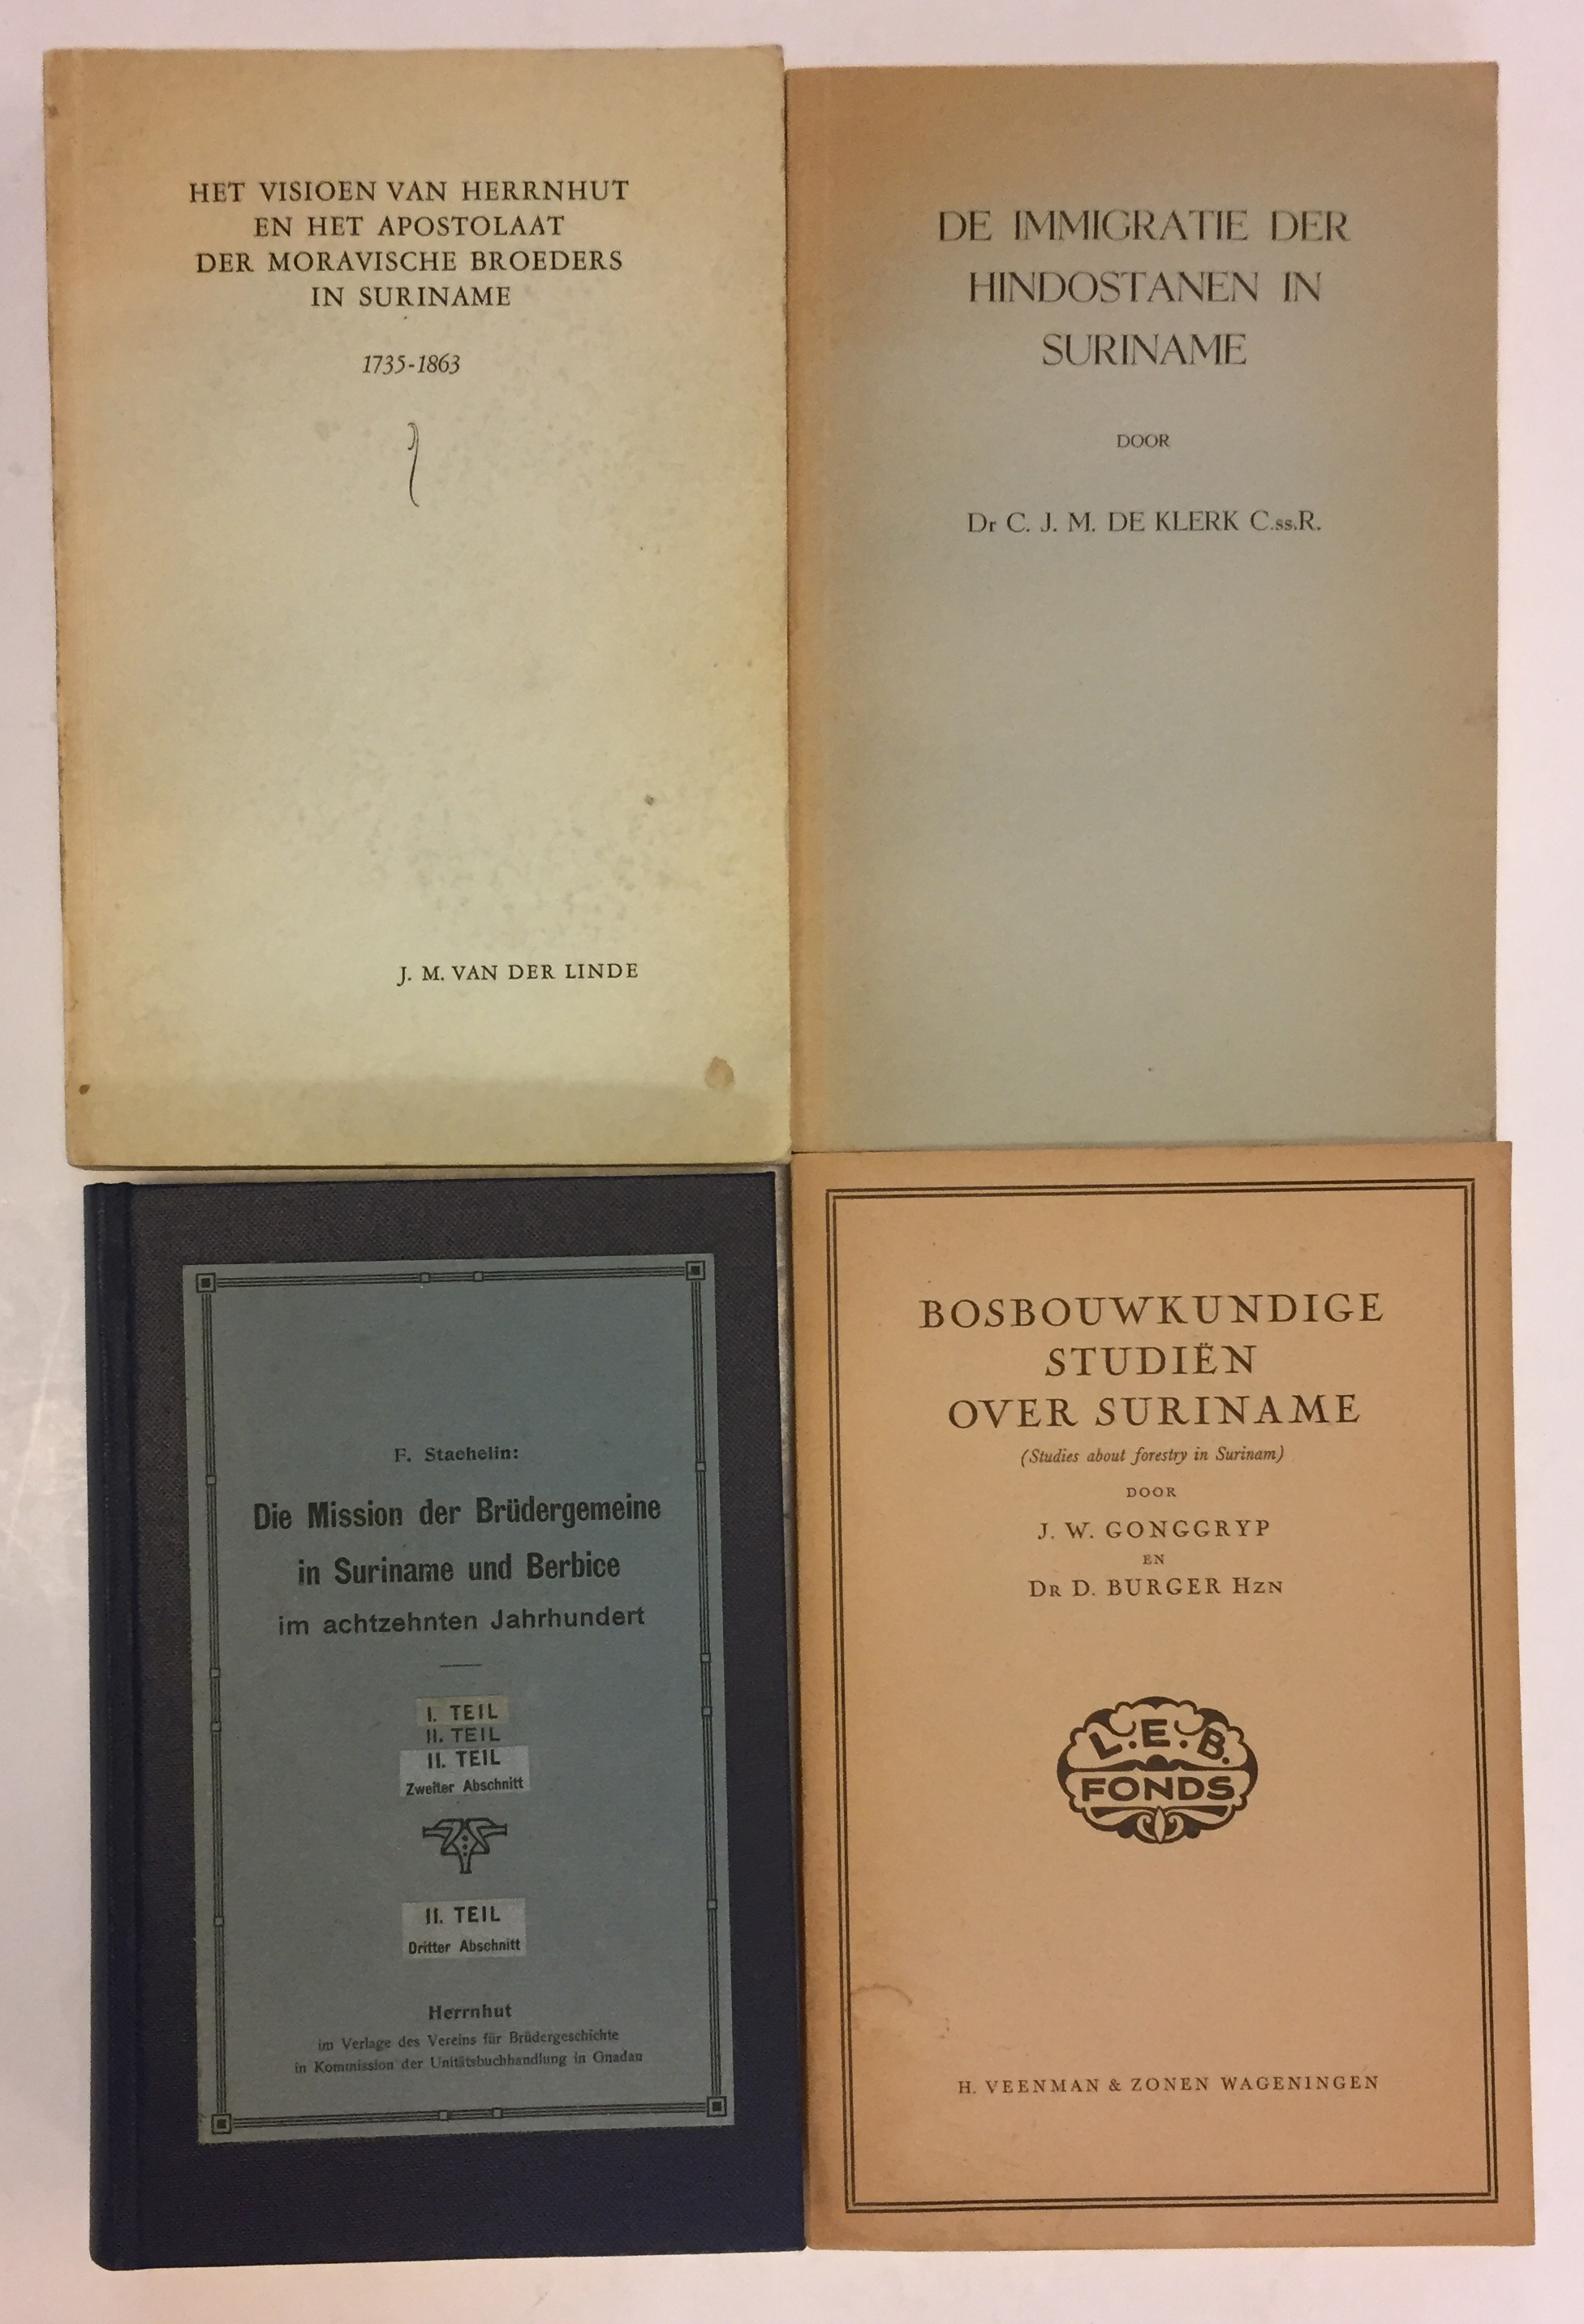 HET VISIOEN VAN HERRNHUT
EN HET APOSTOLAAT
DER MORAVISCHE BROEDERS
IN SURINAME
1735-1863
J. M. VAN DER LINDE
DE IMMIGRATIE DER
HINDOSTANEN IN
SURINAME
DOOR
Dr C. J. M. DE KLERK C.ss.R.
F. Staehelin:
Die Mission der Brüdergemeine
in Suriname und Berbice
im achtzehnten Jahrhundert
I. TEIL
II. TEIL
II. TEIL
Zweiter Abschnitt
II. TEIL
Dritter Abschnitt
Herrnhut
im Verlage des Vereins für Brüdergeschichte
in Kommission der Unitätsbuchhandlung in Gnadau
BOSBOUWKUNDIGE
STUDIËN
OVER SURINAME
(Studies about forestry in Surinam)
DOOR
J. W. GONGGRYP
EN
DR D. BURGER HZN
L.E.B.
FONDS
H. VEENMAN & ZONEN WAGENINGEN